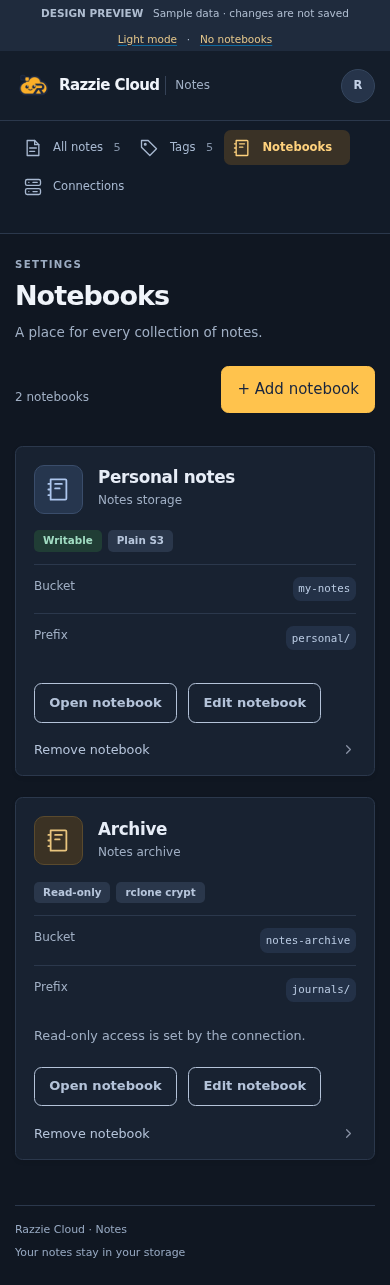 DESIGN PREVIEW Sample data · changes are not saved
Light mode · No notebooks
Razzie Cloud Notes
R
All notes 5 Tags 5 Notebooks
Connections
SETTINGS
Notebooks
A place for every collection of notes.
2 notebooks
+ Add notebook
Personal notes
Notes storage
Writable Plain S3
Bucket my-notes
Prefix personal/
Open notebook Edit notebook
Remove notebook
Archive
Notes archive
Read-only rclone crypt
Bucket notes-archive
Prefix journals/
Read-only access is set by the connection.
Open notebook Edit notebook
Remove notebook
Razzie Cloud · Notes
Your notes stay in your storage